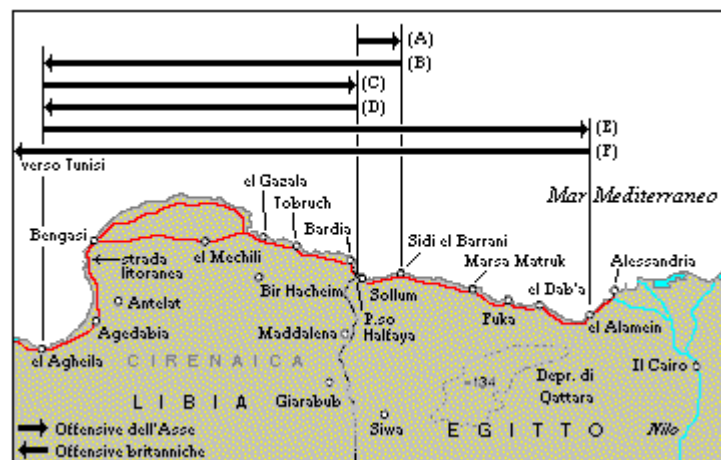 (A)
(B)
(C)
(D)
(E)
(F)
verso Tunisi
Mar Mediterraneo
el Gazala
Tobruch
Bardia
Bengasi
strada
litoranea
el Mechili
Sidi el Barrani
Marsa Matruk
Alessandria
el Dab'a
Antelat
Bir Hacheim
Sollum
P.so
Halfaya
Fuka
el Alamein
Agedabia
Maddalena
el Agheila
CIRENAICA
-134
Depr. di
Qattara
Il Cairo
LIBIA
Giarabub
Siwa
EGITTO
Nilo
Offensive dell'Asse
Offensive britanniche